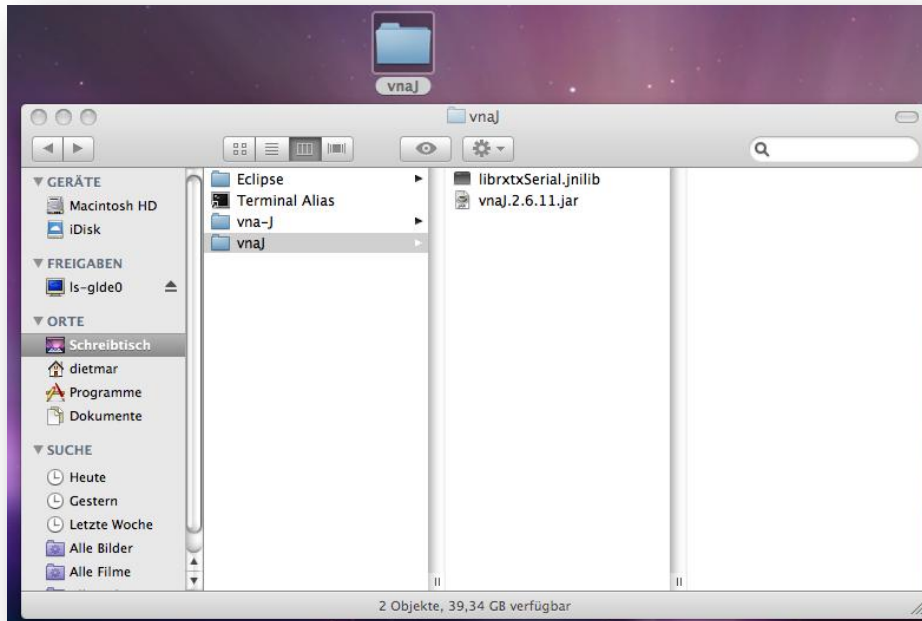 vnaJ
vnaJ
GERÄTE
Macintosh HD
iDisk
FREIGABEN
ls-glde0
ORTE
Schreibtisch
dietmar
Programme
Dokumente
SUCHE
Heute
Gestern
Letzte Woche
Alle Bilder
Alle Filme
Eclipse
Terminal Alias
vna-J
vnaJ
librxtxSerial.jnilib
vnaJ.2.6.11.jar
2 Objekte, 39,34 GB verfügbar